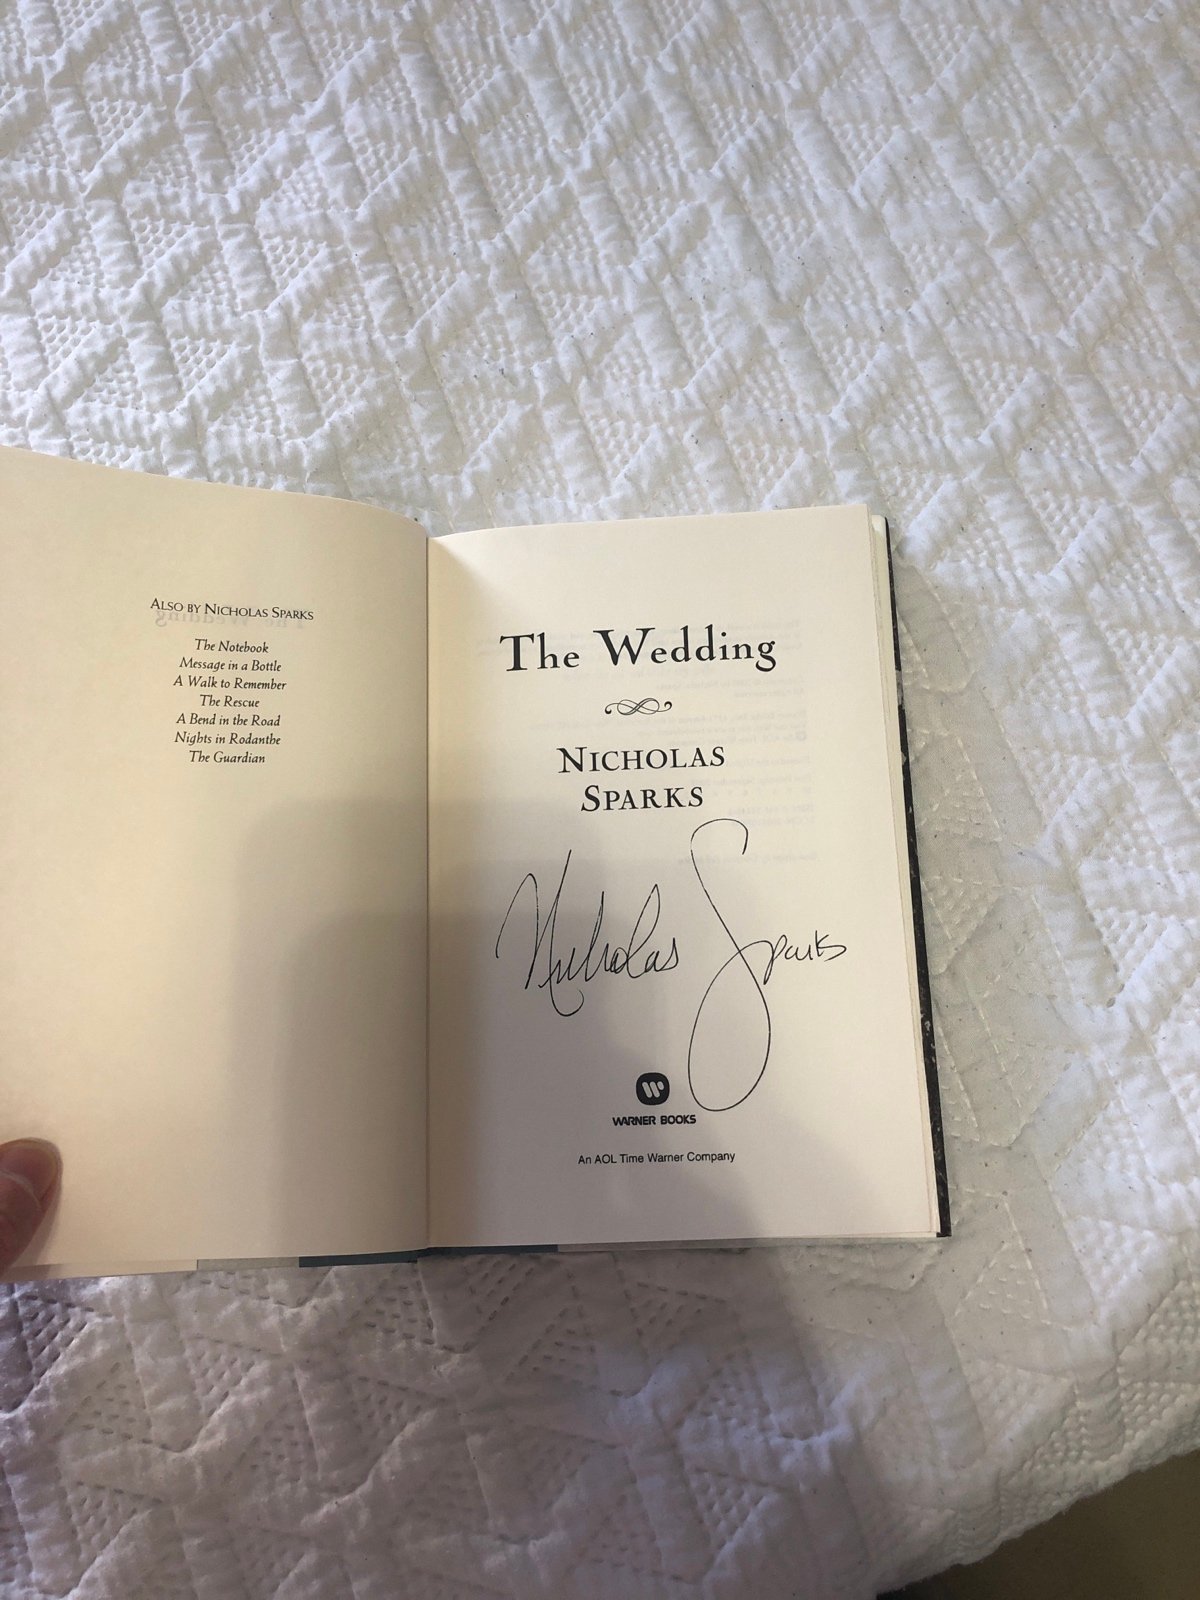 ALSO BY NICHOLAS SPARKS
The Notebook
Message in a Bottle
A Walk to Remember
The Rescue
A Bend in the Road
Nights in Rodanthe
The Guardian
The Wedding
NICHOLAS
SPARKS
Nicholas Sparks
WARNER BOOKS
An AOL Time Warner Company